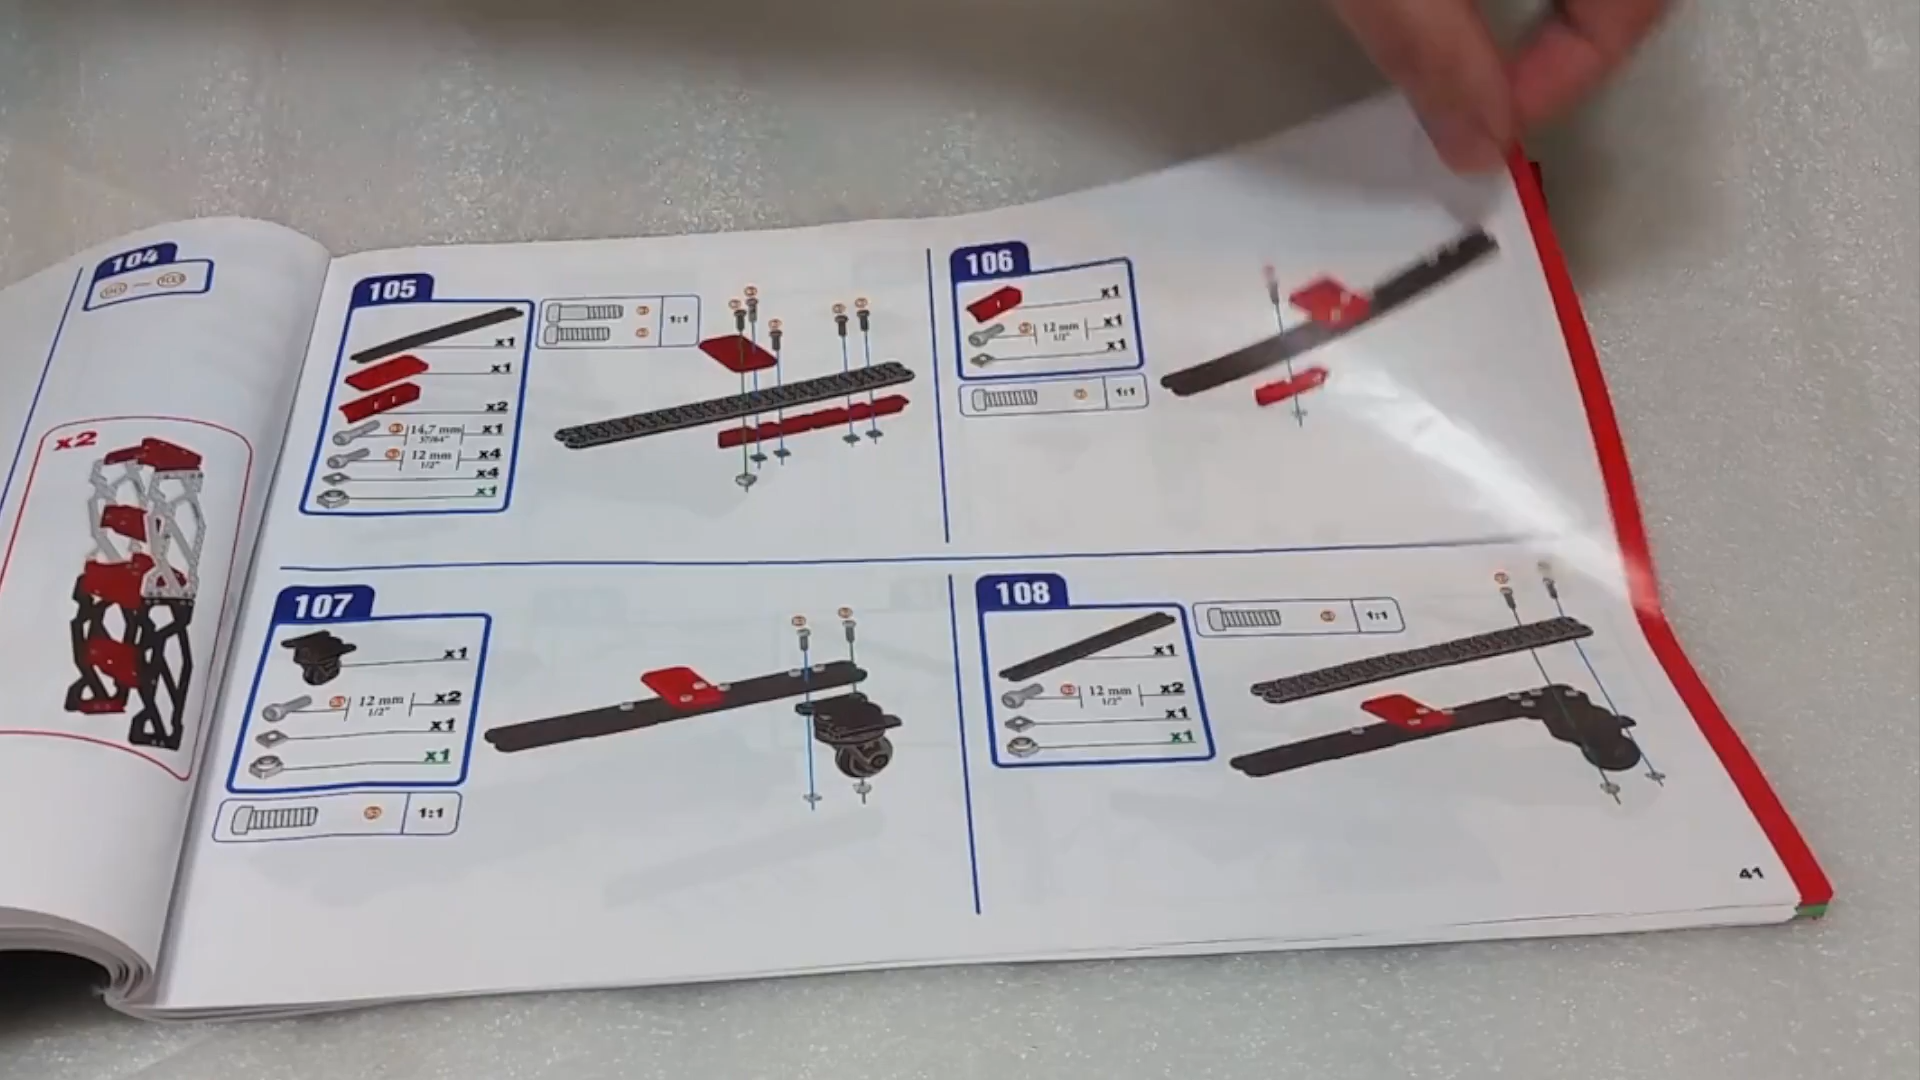 104
x2
105
x1
x1
x2
14,7 mm x1
37/64"
12 mm x4
1/2"
x4
x1
1:1
106
x1
12 mm x1
1/2"
x1
1:1
107
x1
12 mm x2
1/2"
x1
x1
1:1
108
x1
12 mm x2
1/2"
x1
x1
1:1
41